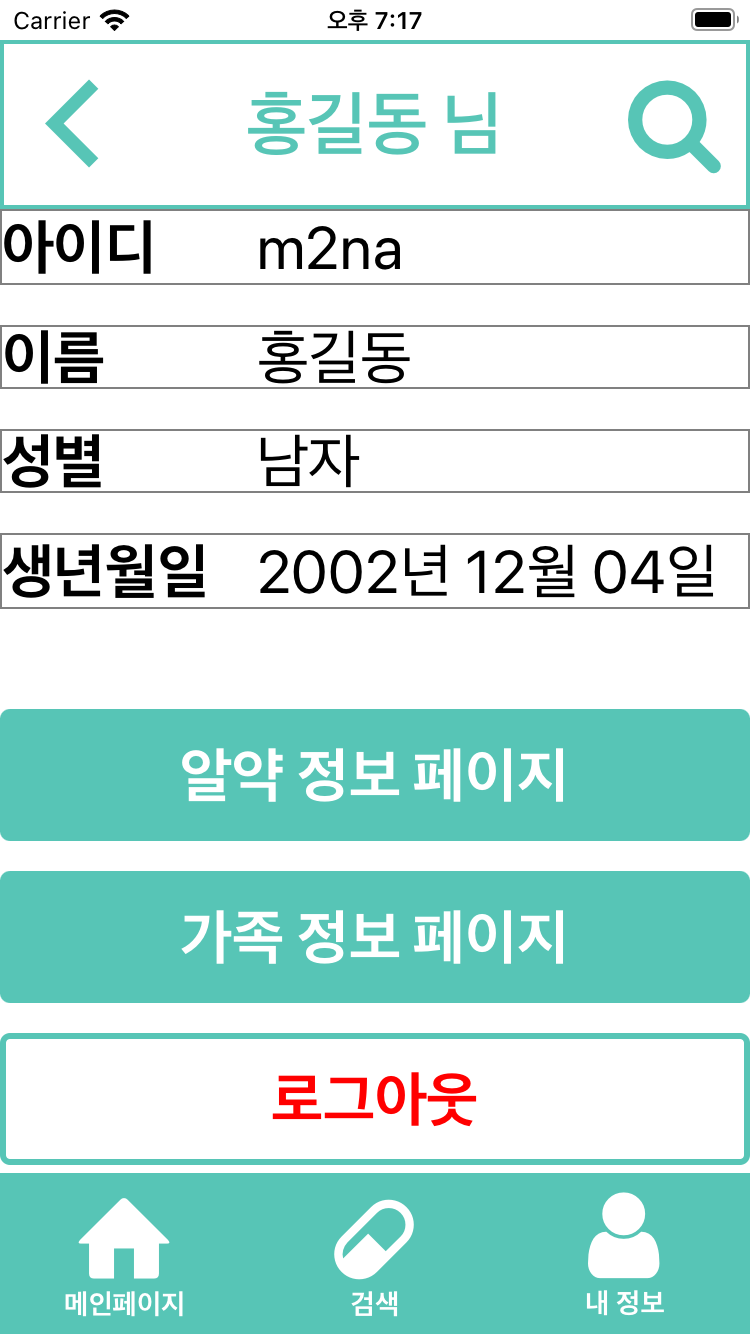 Carrier 오후 7:17
홍길동 님
아이디 m2na
이름 홍길동
성별 남자
생년월일 2002년 12월 04일
알약 정보 페이지
가족 정보 페이지
로그아웃
메인페이지 검색 내 정보